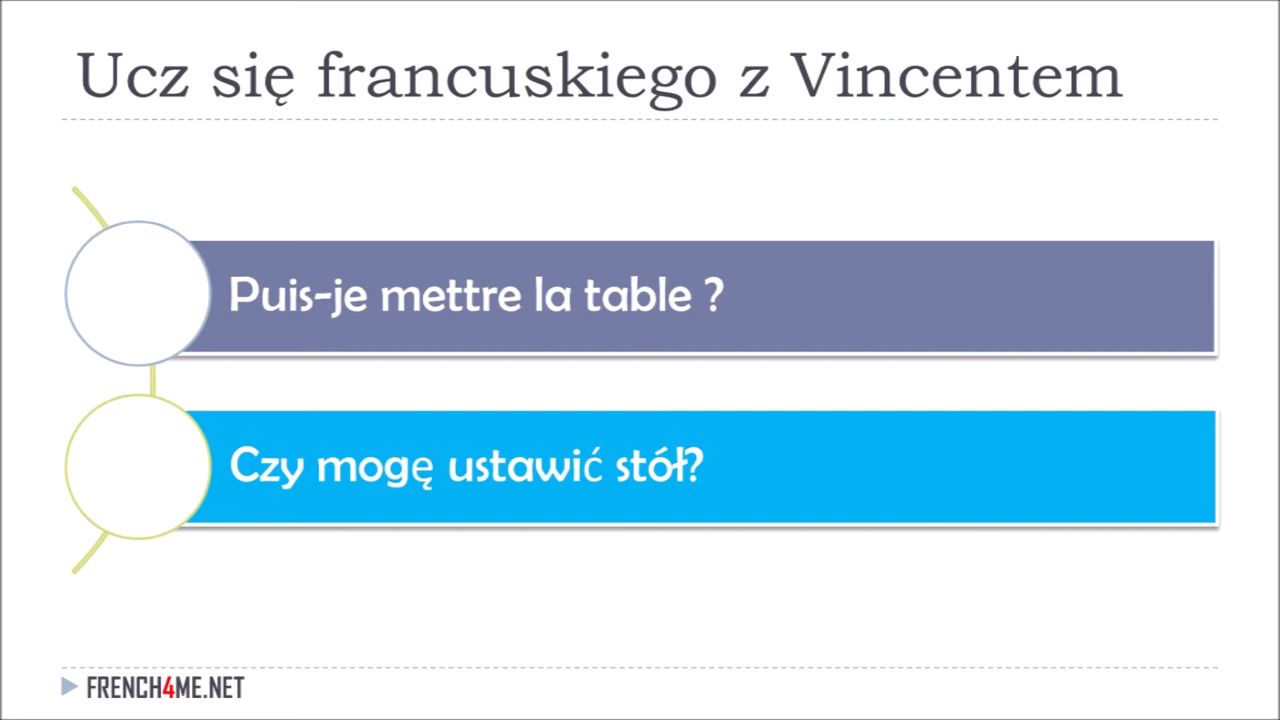 Ucz się francuskiego z Vincentem
Puis-je mettre la table ?
Czy mogę ustawić stół?
FRENCH4ME.NET